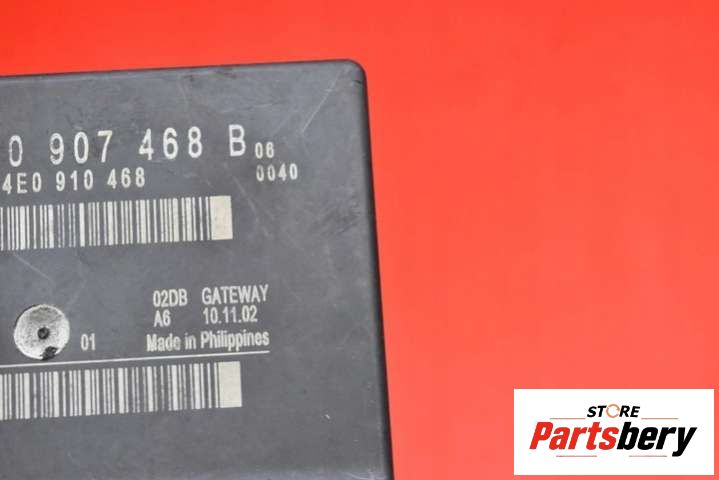 0 907 468 B 06
4E0 910 468 0040
02DB GATEWAY
A6 10.11.02
01 Made in Philippines
STORE
Partsbery